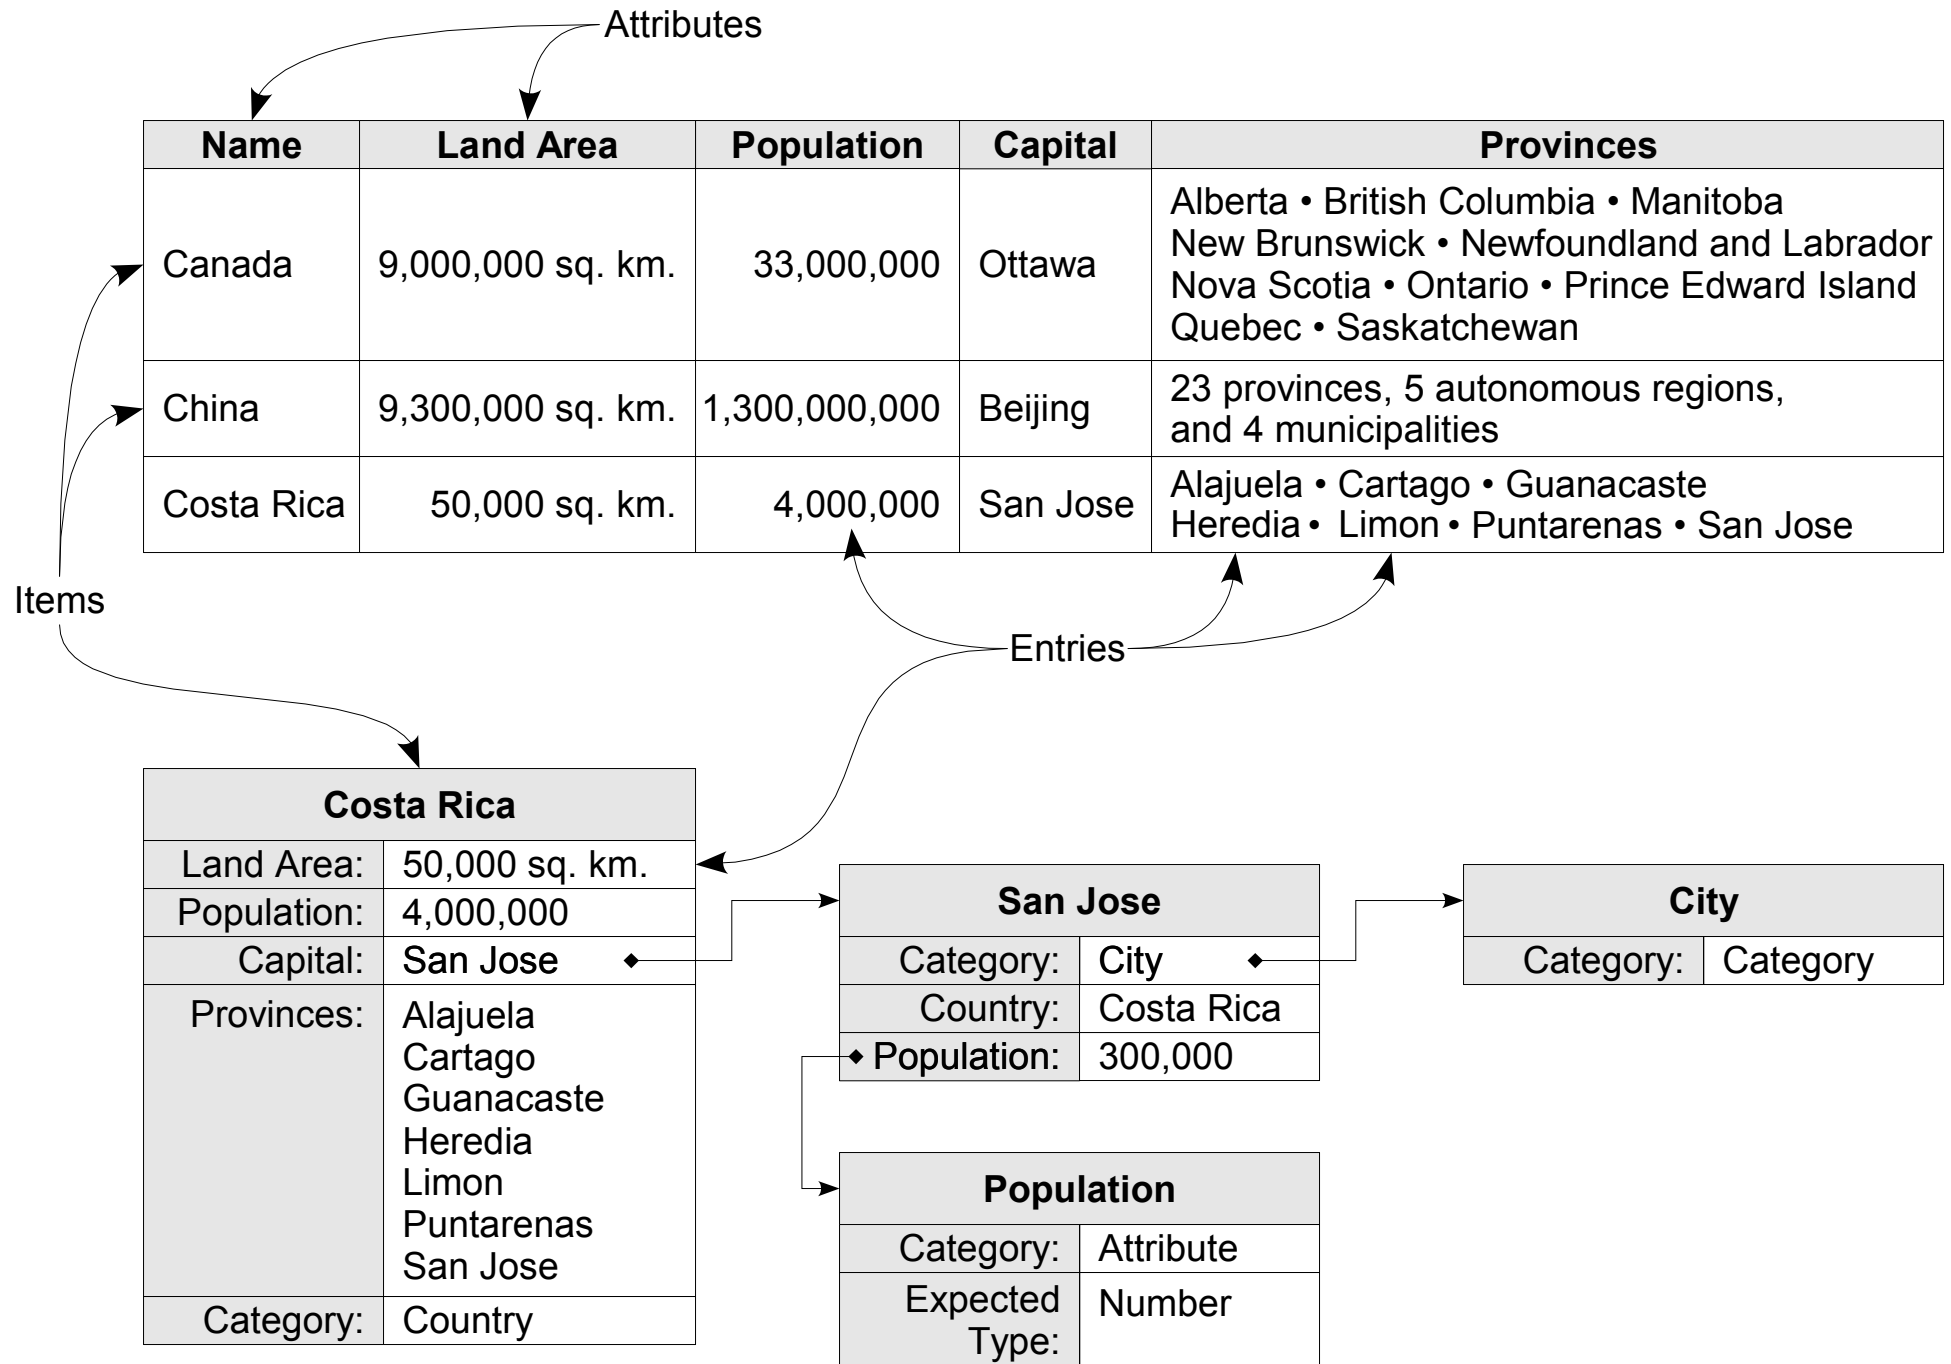 Attributes
Name Land Area Population Capital Provinces
Canada 9,000,000 sq. km. 33,000,000 Ottawa
Alberta • British Columbia • Manitoba
New Brunswick • Newfoundland and Labrador
Nova Scotia • Ontario • Prince Edward Island
Quebec • Saskatchewan
China 9,300,000 sq. km. 1,300,000,000 Beijing
23 provinces, 5 autonomous regions,
and 4 municipalities
Costa Rica 50,000 sq. km. 4,000,000 San Jose
Alajuela • Cartago • Guanacaste
Heredia • Limon • Puntarenas • San Jose
Items
Entries
Costa Rica
Land Area: 50,000 sq. km.
Population: 4,000,000
Capital: San Jose
Provinces: Alajuela
Cartago
Guanacaste
Heredia
Limon
Puntarenas
San Jose
Category: Country
San Jose
Category: City
Country: Costa Rica
Population: 300,000
City
Category: Category
Population
Category: Attribute
Expected Number
Type: